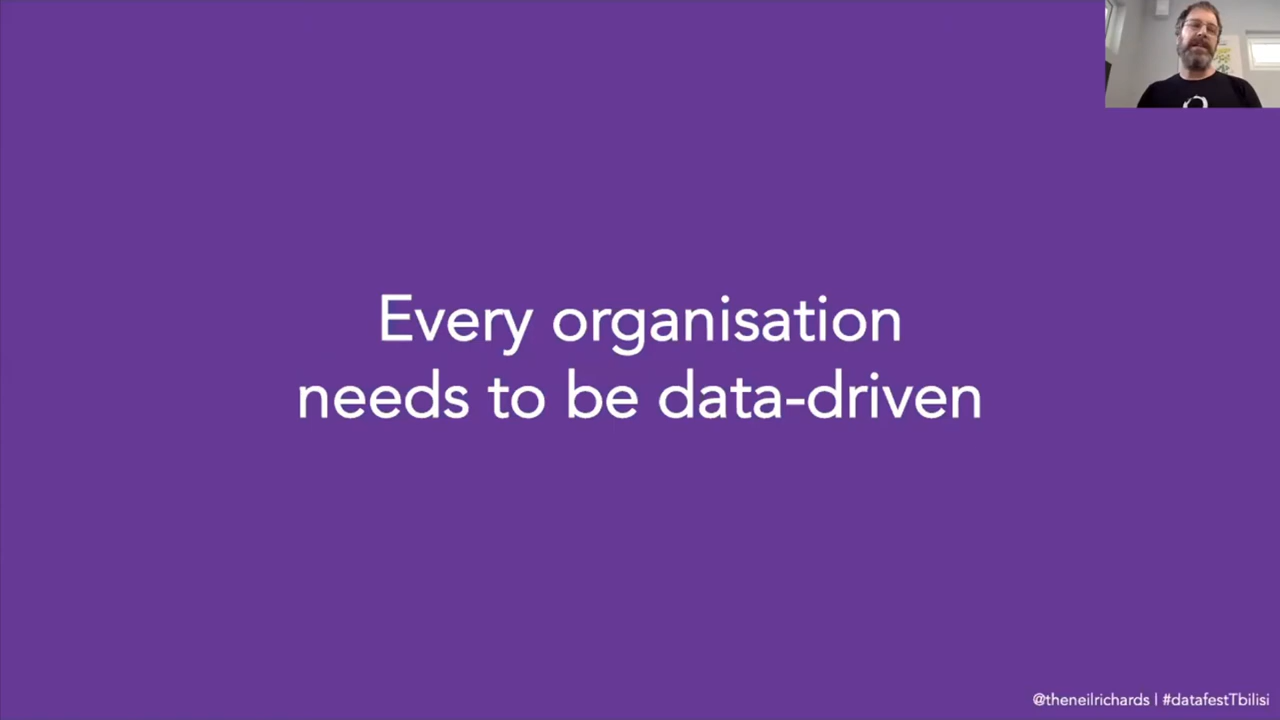 Every organisation
needs to be data-driven
@theneilrichards | #datafestTbilisi